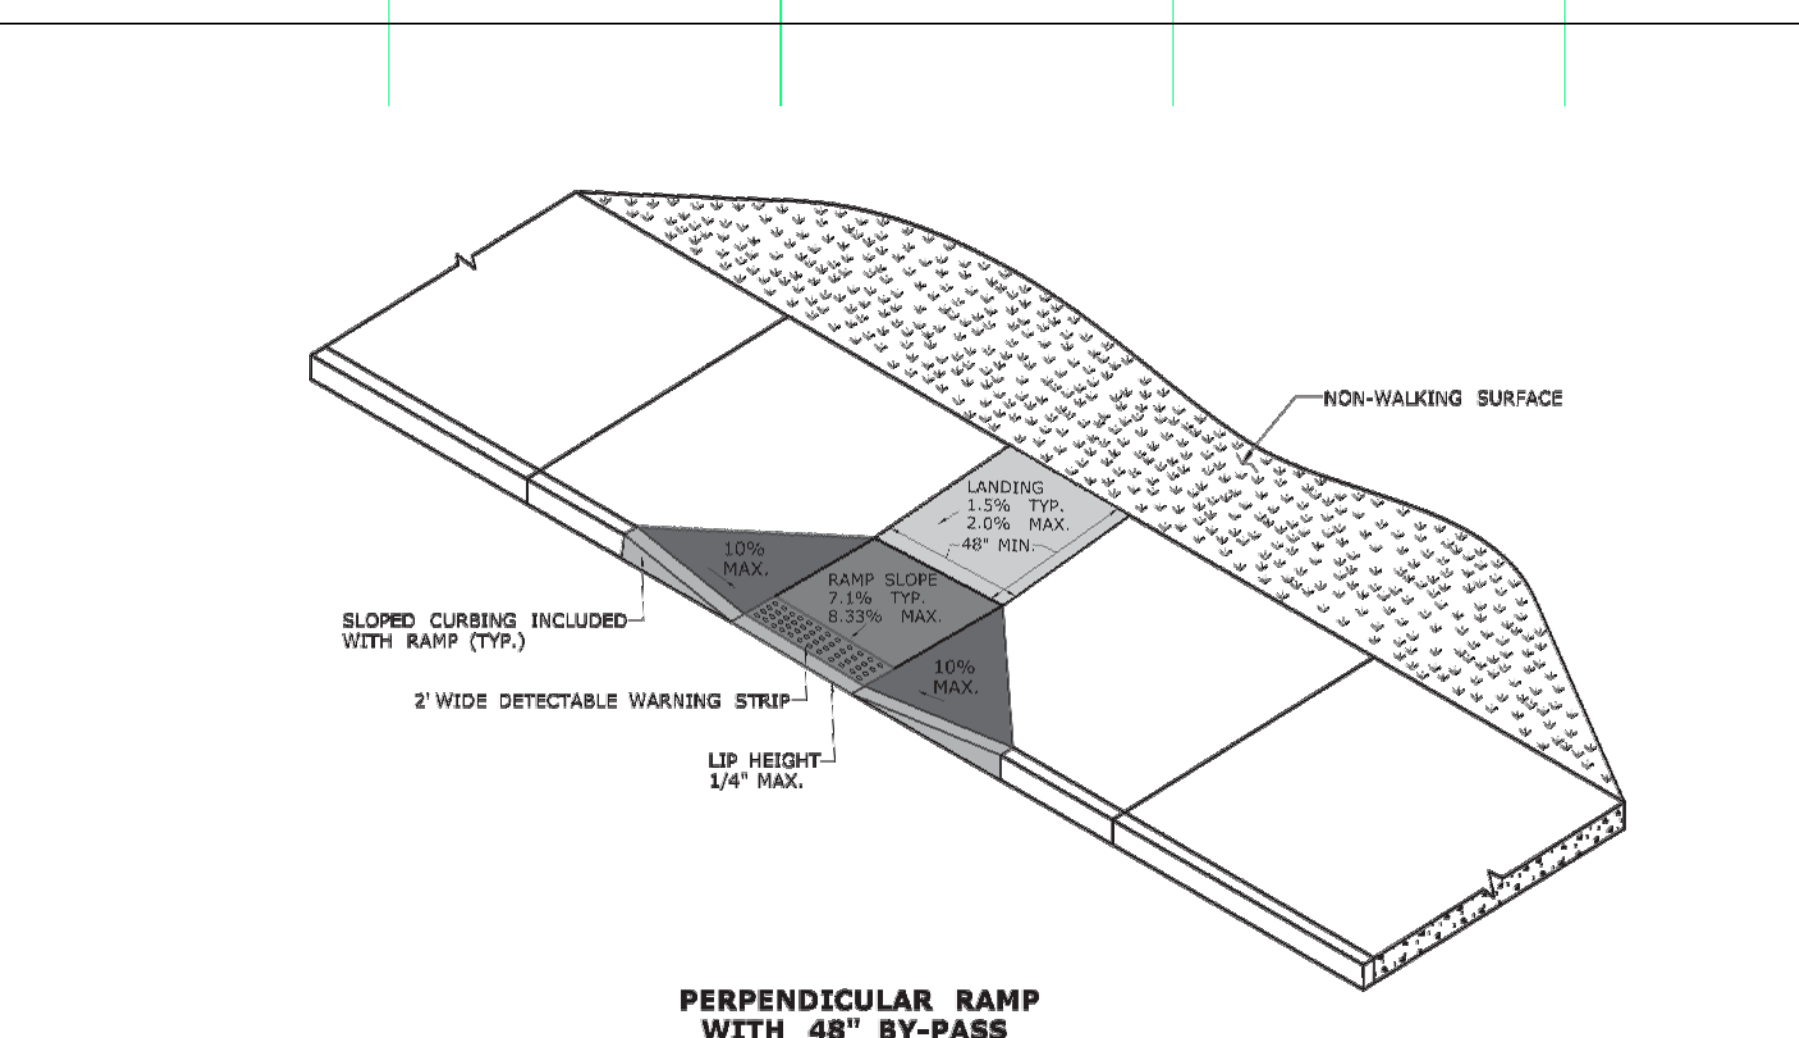 NON-WALKING SURFACE
LANDING
1.5% TYP.
2.0% MAX.
48" MIN.
10%
MAX.
RAMP SLOPE
7.1% TYP.
8.33% MAX.
SLOPED CURBING INCLUDED
WITH RAMP (TYP.)
10%
MAX.
2' WIDE DETECTABLE WARNING STRIP
LIP HEIGHT
1/4" MAX.
PERPENDICULAR RAMP
WITH 48" BY-PASS